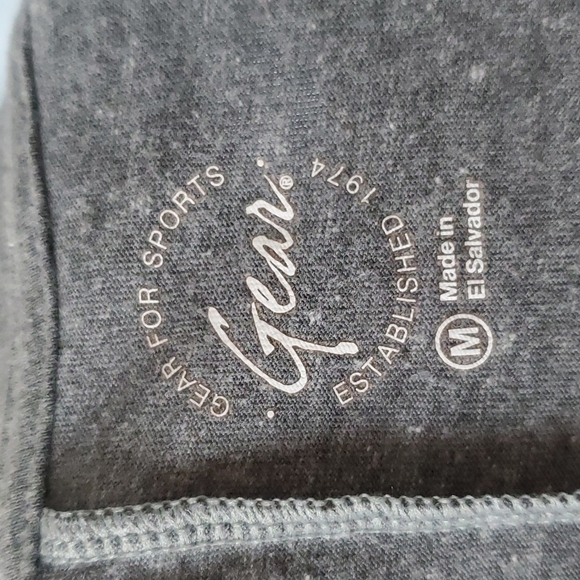 GEAR FOR SPORTS
Gear®
ESTABLISHED 1974
M
Made in
El Salvador